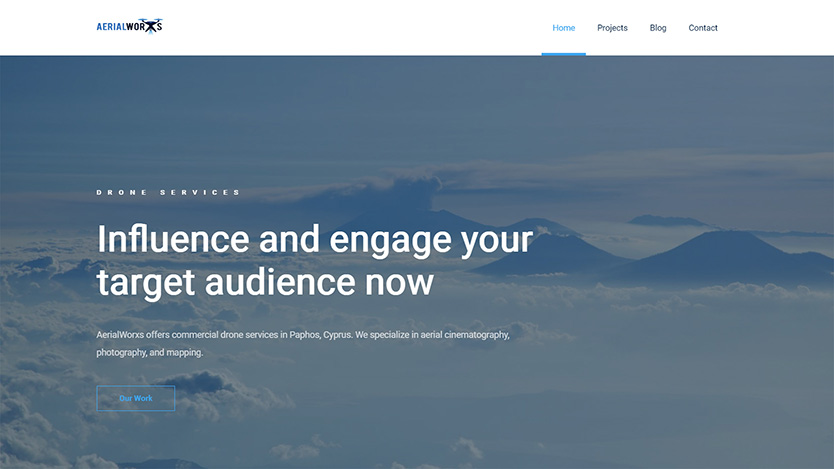 AERIALWORXS
Home
Projects
Blog
Contact
DRONE SERVICES
Influence and engage your
target audience now
AerialWorxs offers commercial drone services in Paphos, Cyprus. We specialize in aerial cinematography,
photography, and mapping.
Our Work